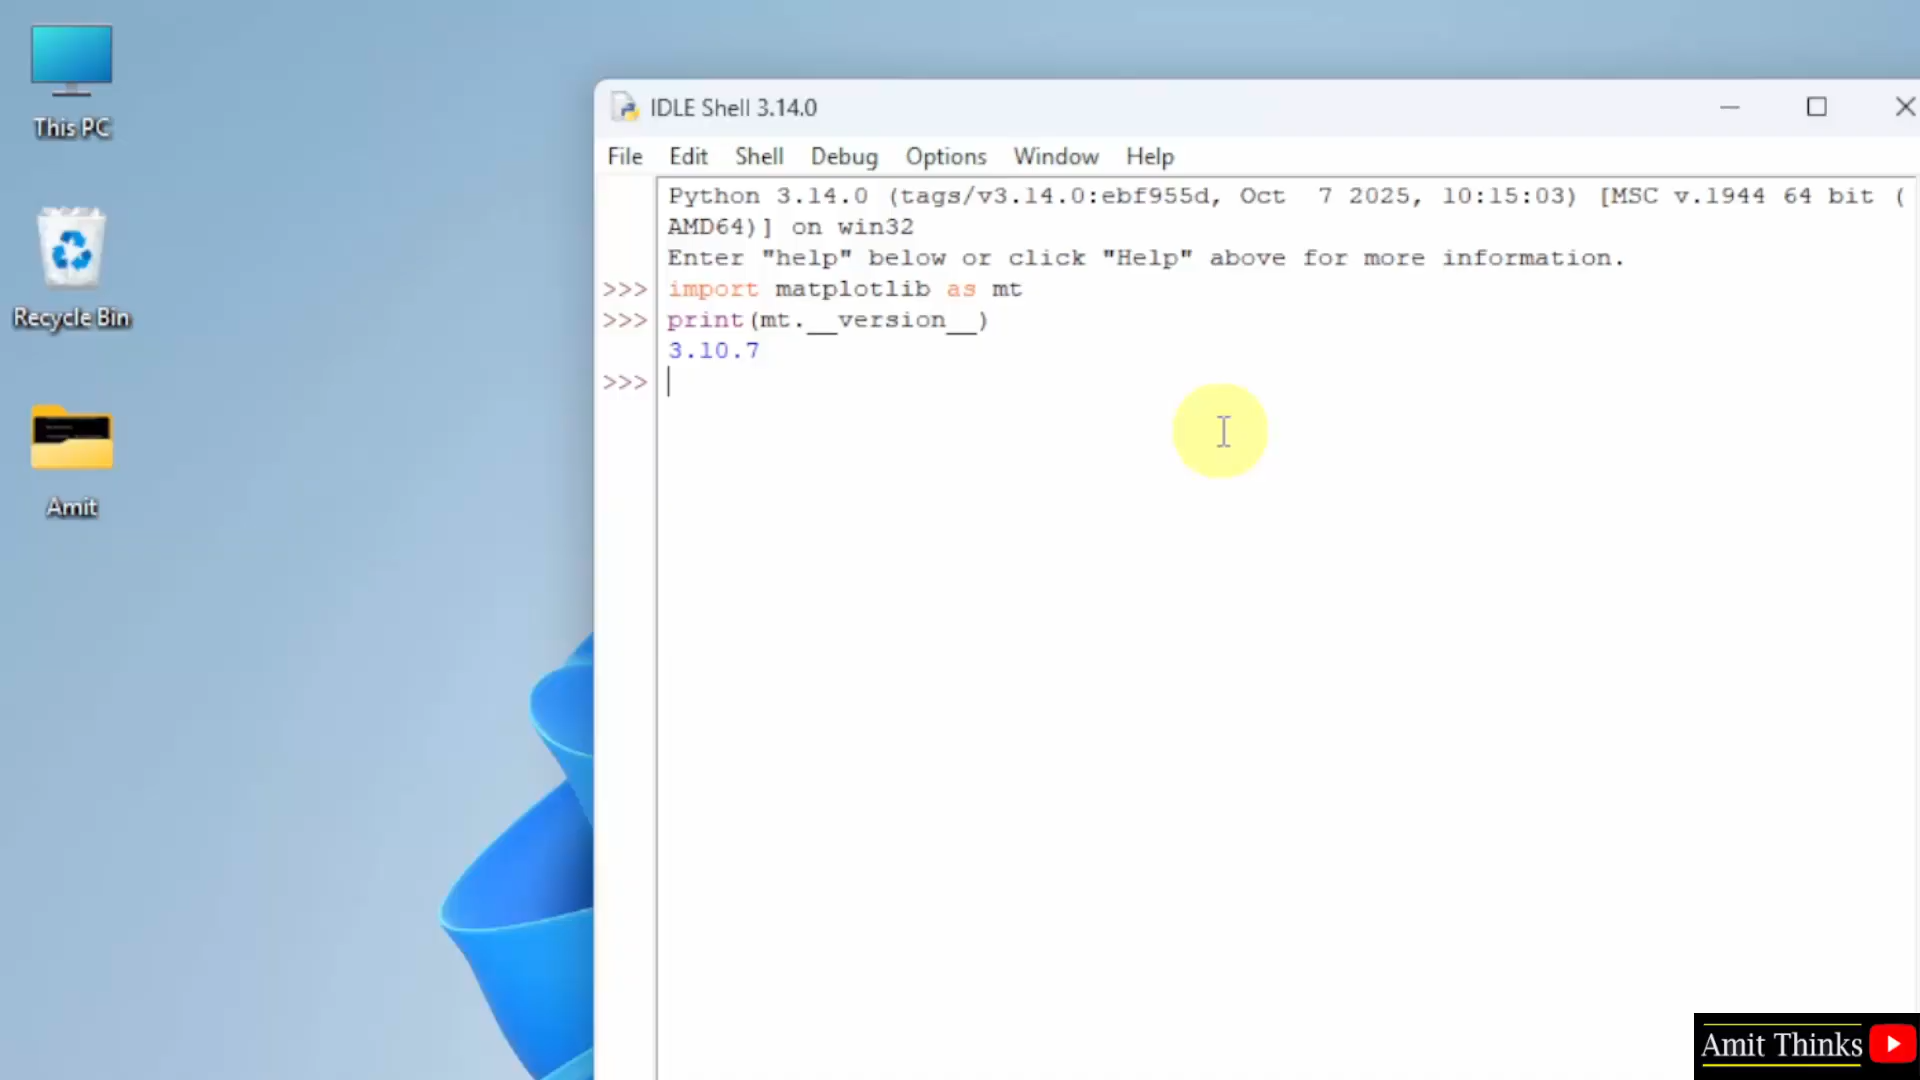 This PC
Recycle Bin
Amit
IDLE Shell 3.14.0
File Edit Shell Debug Options Window Help
Python 3.14.0 (tags/v3.14.0:ebf955d, Oct  7 2025, 10:15:03) [MSC v.1944 64 bit (
AMD64)] on win32
Enter "help" below or click "Help" above for more information.
>>> import matplotlib as mt
>>> print(mt.__version__)
3.10.7
>>>
Amit Thinks